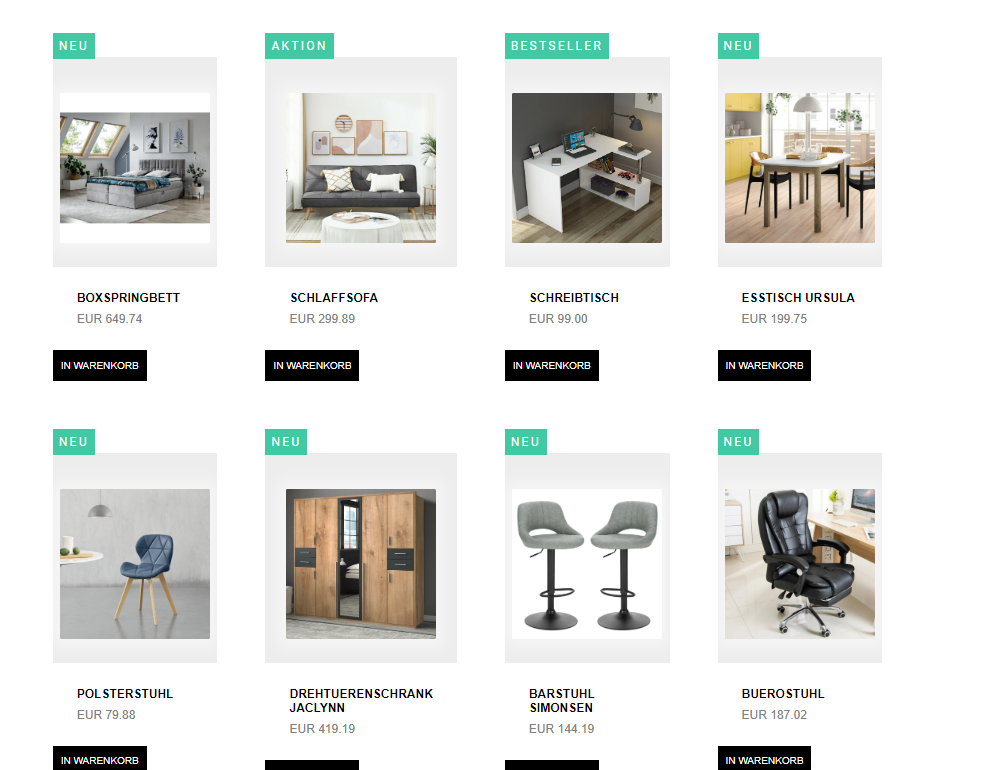 NEU
AKTION
BESTSELLER
NEU
BOXSPRINGBETT
EUR 649.74
IN WARENKORB
SCHLAFFSOFA
EUR 299.89
IN WARENKORB
SCHREIBTISCH
EUR 99.00
IN WARENKORB
ESSTISCH URSULA
EUR 199.75
IN WARENKORB
NEU
NEU
NEU
NEU
POLSTERSTUHL
EUR 79.88
IN WARENKORB
DREHTUERENSCHRANK
JACLYNN
EUR 419.19
BARSTUHL
SIMONSEN
EUR 144.19
BUEROSTUHL
EUR 187.02
IN WARENKORB